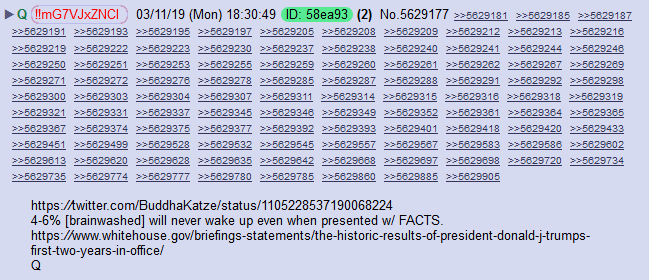 ▶ Q !!mG7VJxZNCI 03/11/19 (Mon) 18:30:49 ID: 58ea93 (2) No.5629177 >>5629181 >>5629185 >>5629187
>>5629191 >>5629193 >>5629195 >>5629197 >>5629205 >>5629208 >>5629209 >>5629212 >>5629213 >>5629216
>>5629219 >>5629222 >>5629223 >>5629230 >>5629237 >>5629238 >>5629240 >>5629241 >>5629244 >>5629246
>>5629250 >>5629251 >>5629253 >>5629255 >>5629259 >>5629260 >>5629261 >>5629262 >>5629267 >>5629269
>>5629271 >>5629272 >>5629276 >>5629278 >>5629285 >>5629287 >>5629288 >>5629291 >>5629292 >>5629298
>>5629300 >>5629303 >>5629304 >>5629307 >>5629311 >>5629314 >>5629315 >>5629316 >>5629318 >>5629319
>>5629321 >>5629331 >>5629337 >>5629345 >>5629346 >>5629349 >>5629352 >>5629361 >>5629364 >>5629365
>>5629367 >>5629374 >>5629375 >>5629377 >>5629392 >>5629393 >>5629401 >>5629418 >>5629420 >>5629433
>>5629451 >>5629499 >>5629528 >>5629532 >>5629545 >>5629557 >>5629567 >>5629583 >>5629586 >>5629602
>>5629613 >>5629620 >>5629628 >>5629635 >>5629642 >>5629668 >>5629697 >>5629698 >>5629720 >>5629734
>>5629735 >>5629774 >>5629777 >>5629780 >>5629785 >>5629860 >>5629885 >>5629905
https://twitter.com/BuddhaKatze/status/1105228537190068224
4-6% [brainwashed] will never wake up even when presented w/ FACTS.
https://www.whitehouse.gov/briefings-statements/the-historic-results-of-president-donald-j-trumps-
first-two-years-in-office/
Q